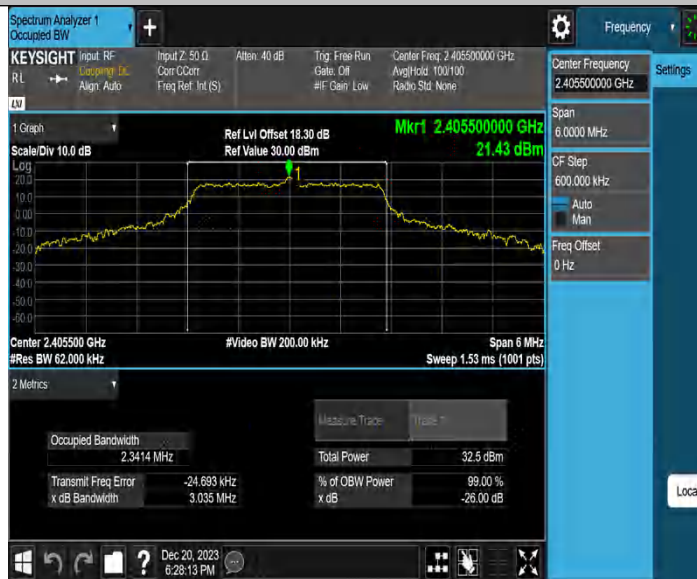 Spectrum Analyzer 1
Occupied BW
+
Frequency
KEYSIGHT
Input: RF
Coupling: DC
Align: Auto
Input Z: 50 Ω
Corr CCorr
Freq Ref: Int (S)
Atten: 40 dB
Trig: Free Run
Gate: Off
#IF Gain: Low
Center Freq: 2.405500000 GHz
Avg|Hold: 100/100
Radio Std: None
RL
LXI
Center Frequency
2.405500000 GHz
Settings
Span
6.0000 MHz
CF Step
600.000 kHz
Auto
Man
Freq Offset
0 Hz
1 Graph
Scale/Div 10.0 dB
Ref Lvl Offset 18.30 dB
Ref Value 30.00 dBm
Mkr1 2.405500000 GHz
21.43 dBm
Log
1
20.0
10.0
0.00
-10.0
-20.0
-30.0
-40.0
-50.0
-60.0
Center 2.405500 GHz
#Video BW 200.00 kHz
Span 6 MHz
#Res BW 62.000 kHz
Sweep 1.53 ms (1001 pts)
2 Metrics
Measure Trace
Trace 1
Occupied Bandwidth
2.3414 MHz
Total Power
32.5 dBm
Transmit Freq Error
-24.693 kHz
% of OBW Power
99.00 %
x dB Bandwidth
3.035 MHz
x dB
-26.00 dB
Loca
?
Dec 20, 2023
6:28:13 PM